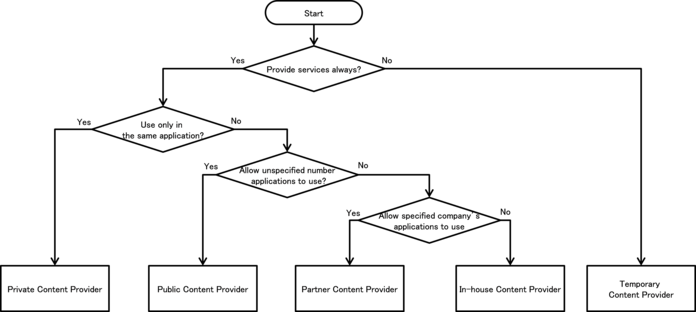 Start
Provide services always?
Yes
No
Use only in
the same application?
Yes
No
Allow unspecified number
applications to use?
Yes
No
Allow specified company's
applications to use
Yes
No
Private Content Provider
Public Content Provider
Partner Content Provider
In-house Content Provider
Temporary
Content Provider